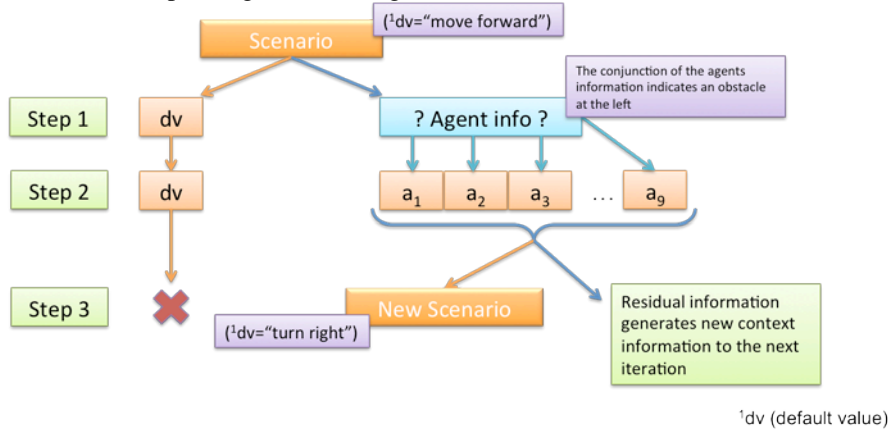 (¹dv="move forward")
Scenario
The conjunction of the agents
information indicates an obstacle
at the left
Step 1
dv
? Agent info ?
Step 2
dv
a₁
a₂
a₃
...
a₉
Step 3
New Scenario
(¹dv="turn right")
Residual information
generates new context
information to the next
iteration
¹dv (default value)